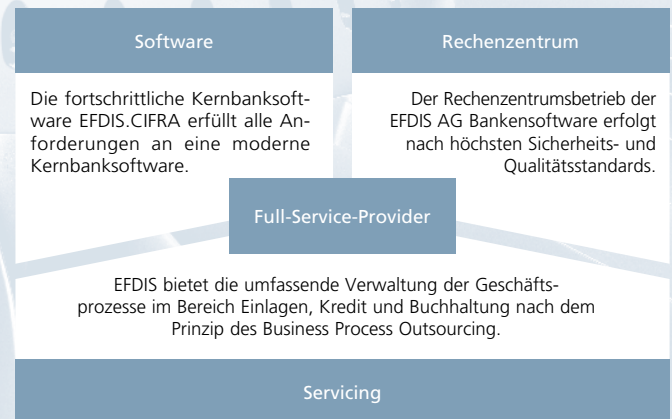 Software
Die fortschrittliche Kernbanksoft-
ware EFDIS.CIFRA erfüllt alle An-
forderungen an eine moderne
Kernbanksoftware.
Rechenzentrum
Der Rechenzentrumsbetrieb der
EFDIS AG Bankensoftware erfolgt
nach höchsten Sicherheits- und
Qualitätsstandards.
Full-Service-Provider
EFDIS bietet die umfassende Verwaltung der Geschäfts-
prozesse im Bereich Einlagen, Kredit und Buchhaltung nach dem
Prinzip des Business Process Outsourcing.
Servicing